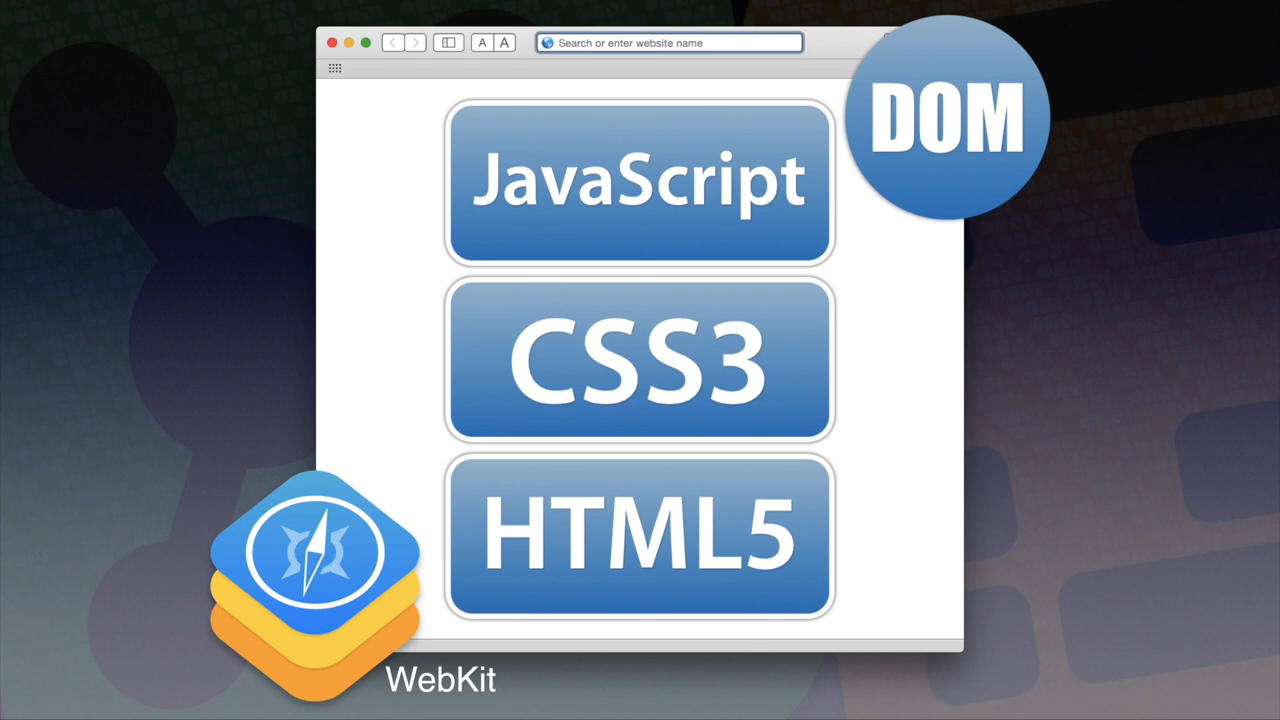 A A Search or enter website name
DOM
JavaScript
CSS3
HTML5
WebKit